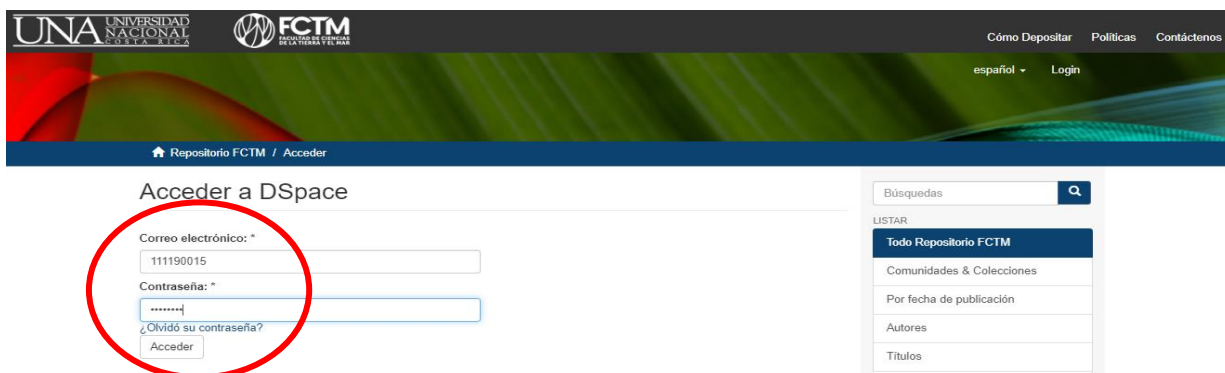 UNA UNIVERSIDAD NACIONAL COSTA RICA
FCTM FACULTAD DE CIENCIAS DE LA TIERRA Y EL MAR
Cómo Depositar Políticas Contáctenos
español Login
Repositorio FCTM / Acceder
Acceder a DSpace
Búsquedas
LISTAR
Correo electrónico: *
Todo Repositorio FCTM
111190015
Comunidades & Colecciones
Contraseña: *
Por fecha de publicación
••••••••
¿Olvidó su contraseña?
Autores
Acceder
Títulos